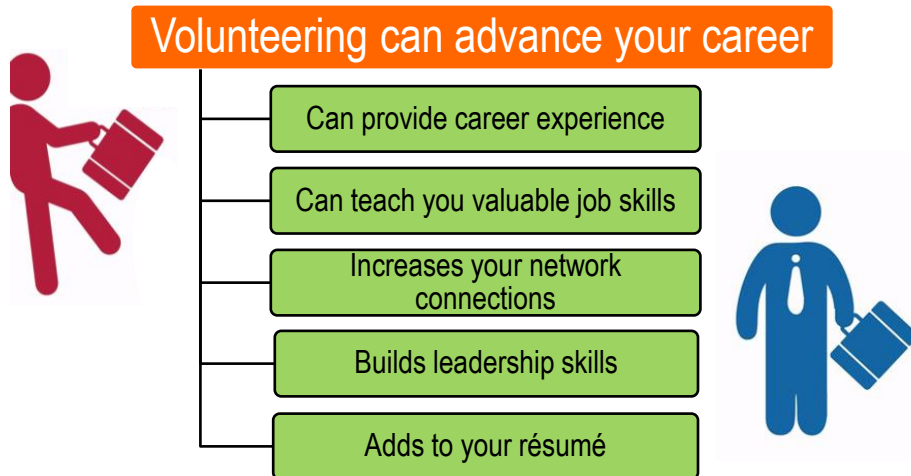 Volunteering can advance your career
Can provide career experience
Can teach you valuable job skills
Increases your network
connections
Builds leadership skills
Adds to your résumé